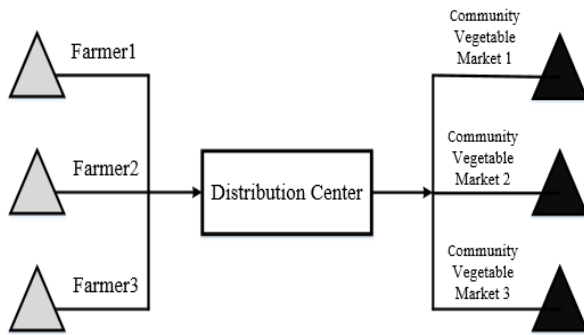 Farmer1
Farmer2
Farmer3
Distribution Center
Community
Vegetable
Market 1
Community
Vegetable
Market 2
Community
Vegetable
Market 3